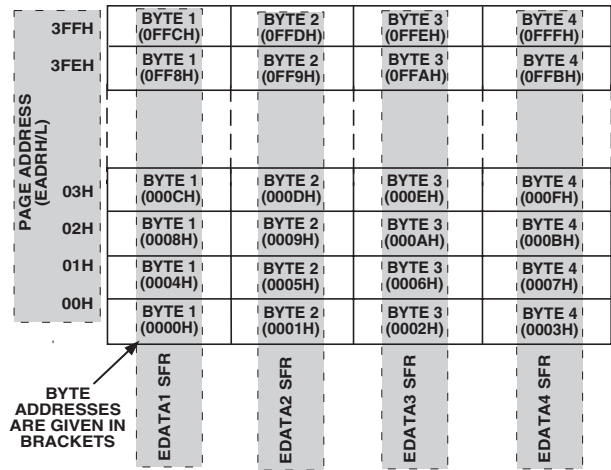 3FFH
BYTE 1
(0FFCH)
BYTE 2
(0FFDH)
BYTE 3
(0FFEH)
BYTE 4
(0FFFH)
3FEH
BYTE 1
(0FF8H)
BYTE 2
(0FF9H)
BYTE 3
(0FFAH)
BYTE 4
(0FFBH)
PAGE ADDRESS
(EADRH/L)
03H
BYTE 1
(000CH)
BYTE 2
(000DH)
BYTE 3
(000EH)
BYTE 4
(000FH)
02H
BYTE 1
(0008H)
BYTE 2
(0009H)
BYTE 3
(000AH)
BYTE 4
(000BH)
01H
BYTE 1
(0004H)
BYTE 2
(0005H)
BYTE 3
(0006H)
BYTE 4
(0007H)
00H
BYTE 1
(0000H)
BYTE 2
(0001H)
BYTE 3
(0002H)
BYTE 4
(0003H)
BYTE
ADDRESSES
ARE GIVEN IN
BRACKETS
EDATA1 SFR
EDATA2 SFR
EDATA3 SFR
EDATA4 SFR